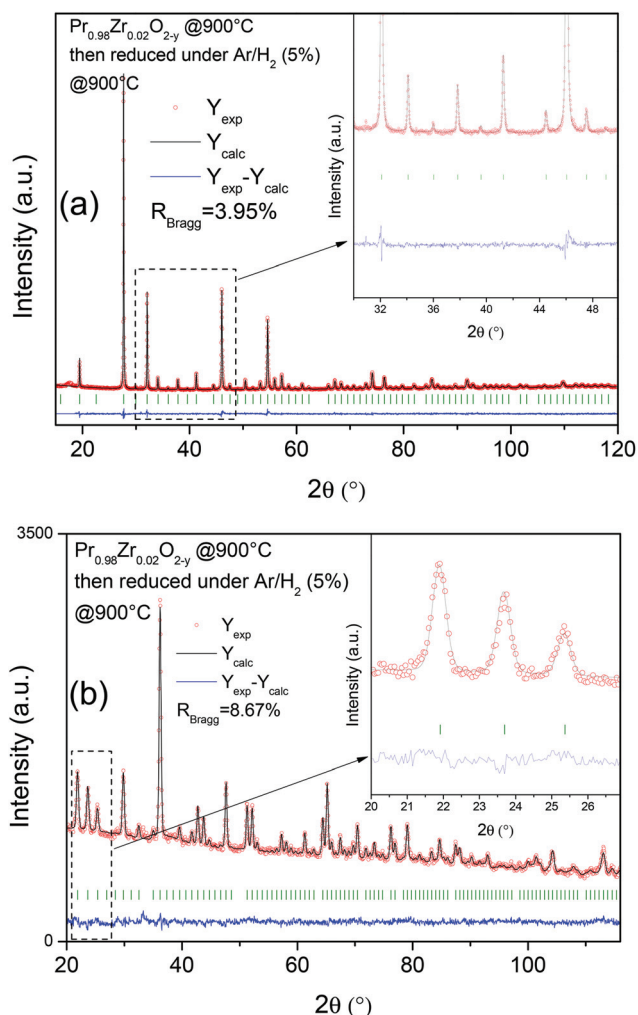 Pr0.98Zr0.02O2-y @900°C
then reduced under Ar/H2 (5%)
@900°C
Yexp
Ycalc
Yexp-Ycalc
RBragg=3.95%
(a)
Intensity (a.u.)
20 40 60 80 100 120
2θ (°)
Intensity (a.u.)
32 36 40 44 48
2θ (°)
3500
Pr0.98Zr0.02O2-y @900°C
then reduced under Ar/H2 (5%)
@900°C
Yexp
Ycalc
Yexp-Ycalc
RBragg=8.67%
(b)
Intensity (a.u.)
0
20 40 60 80 100
2θ (°)
Intensity (a.u.)
20 21 22 23 24 25 26
2θ (°)